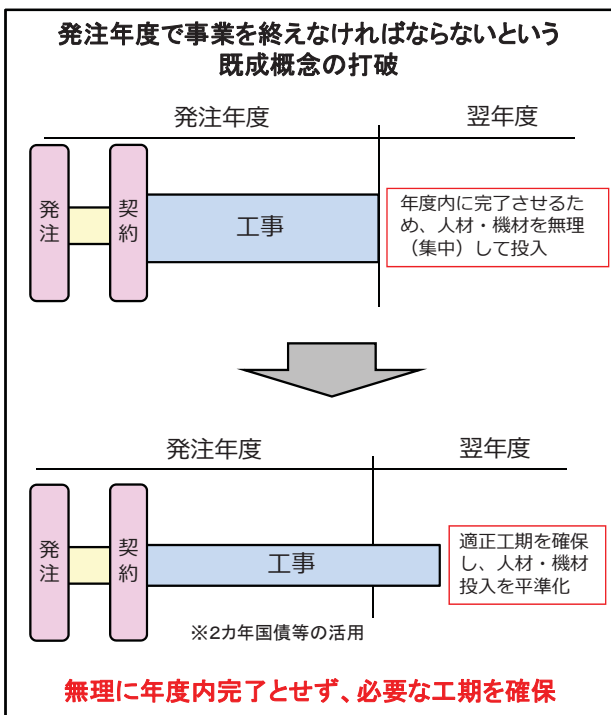 発注年度で事業を終えなければならないという
既成概念の打破
発注年度
翌年度
発注
契約
工事
年度内に完了させるため、人材・機材を無理（集中）して投入
発注年度
翌年度
発注
契約
工事
適正工期を確保し、人材・機材投入を平準化
※2カ年国債等の活用
無理に年度内完了とせず、必要な工期を確保